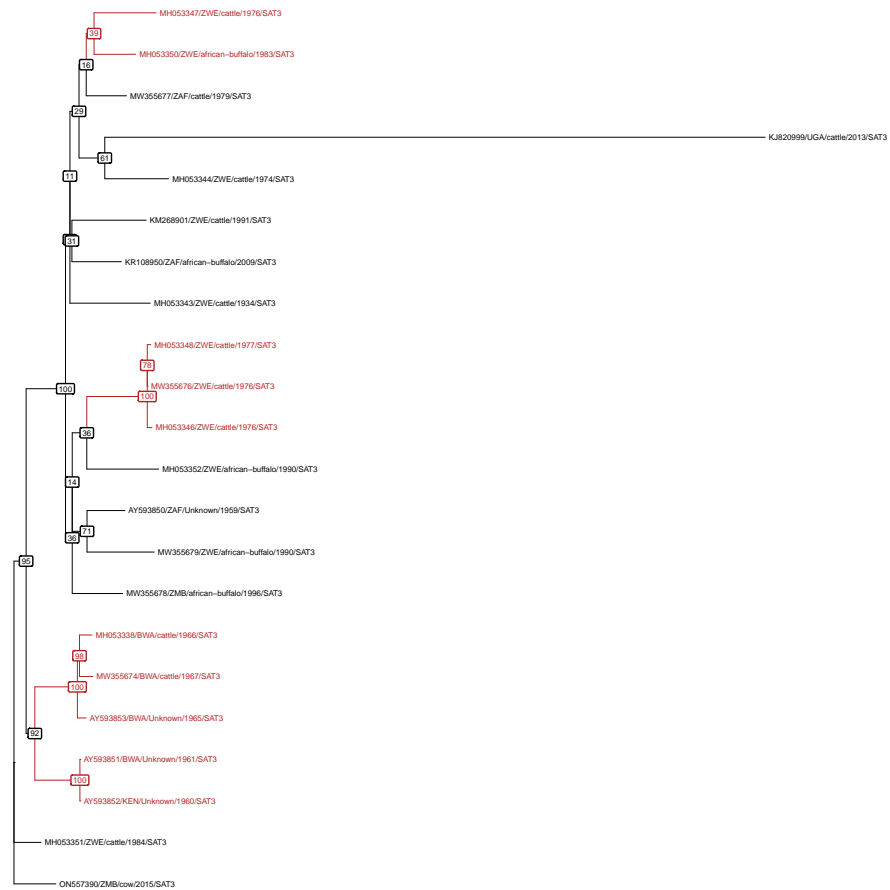 MH053347/ZWE/cattle/1976/SAT3
39
MH053350/ZWE/african−buffalo/1983/SAT3
16
MW355677/ZAF/cattle/1979/SAT3
29
KJ820999/UGA/cattle/2013/SAT3
61
MH053344/ZWE/cattle/1974/SAT3
11
KM268901/ZWE/cattle/1991/SAT3
31
KR108950/ZAF/african−buffalo/2009/SAT3
MH053343/ZWE/cattle/1934/SAT3
MH053348/ZWE/cattle/1977/SAT3
78
MW355676/ZWE/cattle/1976/SAT3
100
100
MH053346/ZWE/cattle/1976/SAT3
36
MH053352/ZWE/african−buffalo/1990/SAT3
14
AY593850/ZAF/Unknown/1959/SAT3
71
36
MW355679/ZWE/african−buffalo/1990/SAT3
95
MW355678/ZMB/african−buffalo/1996/SAT3
MH053338/BWA/cattle/1966/SAT3
98
MW355674/BWA/cattle/1967/SAT3
100
AY593853/BWA/Unknown/1965/SAT3
92
AY593851/BWA/Unknown/1961/SAT3
100
AY593852/KEN/Unknown/1960/SAT3
MH053351/ZWE/cattle/1984/SAT3
ON557390/ZMB/cow/2015/SAT3